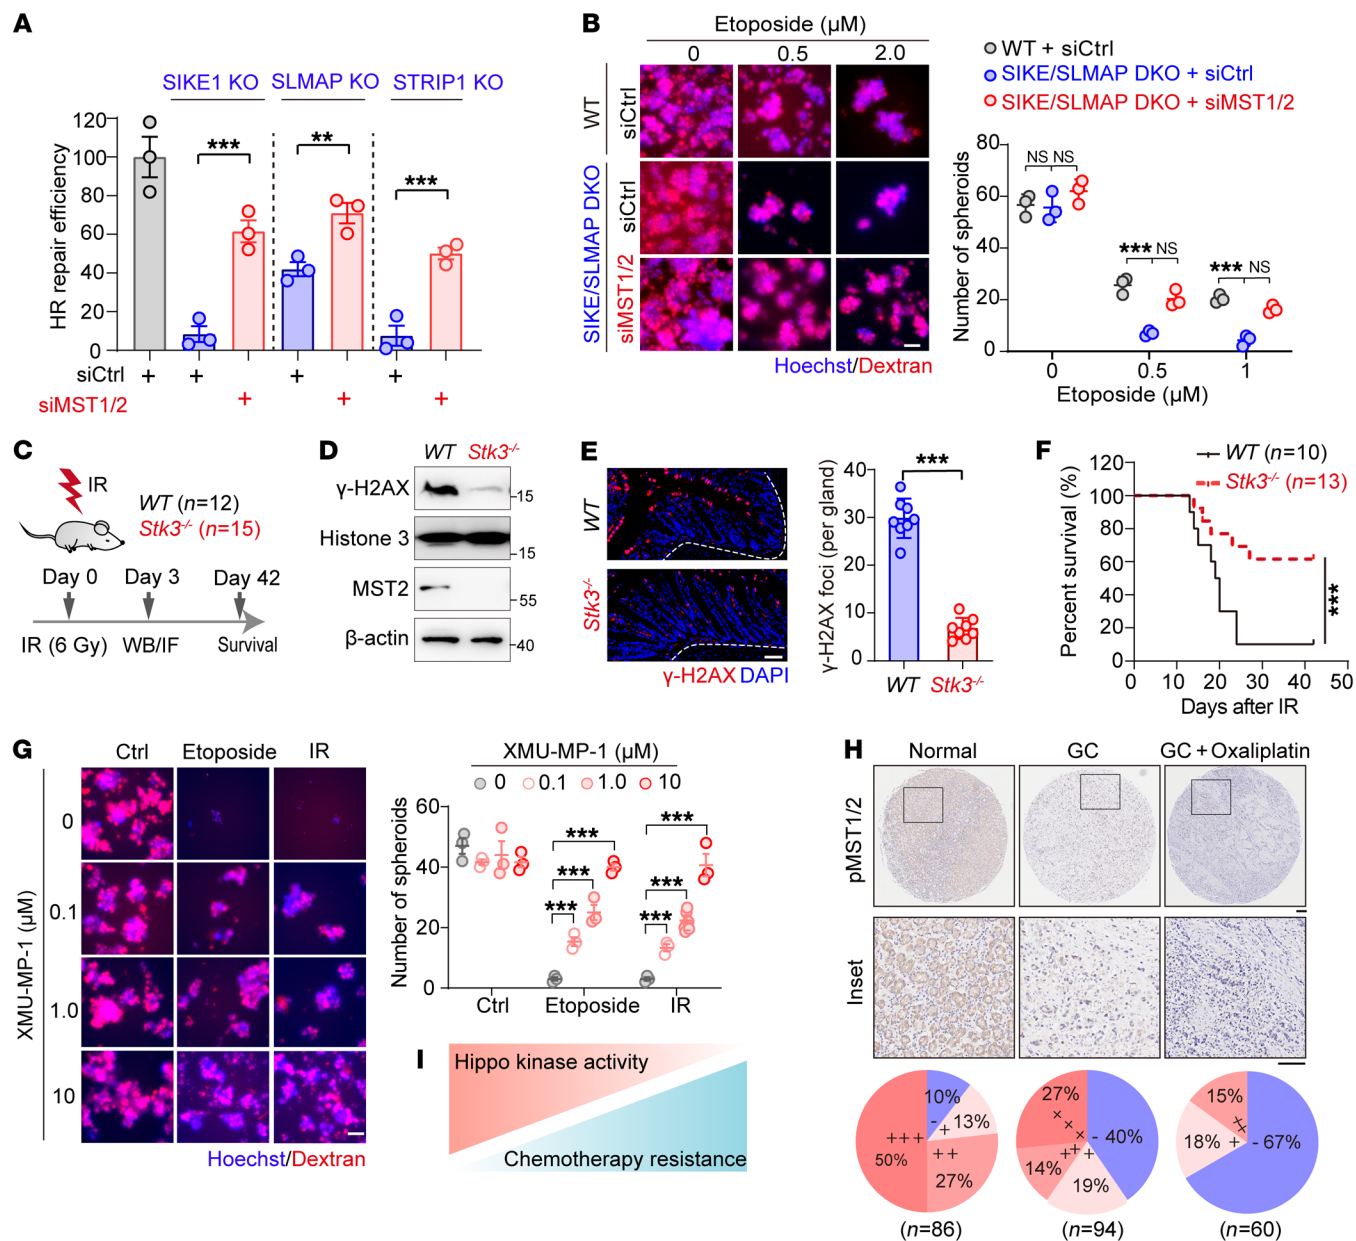 A
SIKE1 KO
SLMAP KO
STRIP1 KO
HR repair efficiency
120
100
80
60
40
20
0
***
**
***
siCtrl + + + +
siMST1/2 + + +
B
Etoposide (µM)
0 0.5 2.0
WT
siCtrl
SIKE/SLMAP DKO
siCtrl
siMST1/2
Hoechst/Dextran
WT + siCtrl
SIKE/SLMAP DKO + siCtrl
SIKE/SLMAP DKO + siMST1/2
Number of spheroids
80
60
40
20
0
NS NS
*** NS
*** NS
0 0.5 1
Etoposide (µM)
C
IR
WT (n=12)
Stk3-/- (n=15)
Day 0 Day 3 Day 42
IR (6 Gy) WB/IF Survival
D
WT Stk3-/-
γ-H2AX
15
Histone 3
15
MST2
55
β-actin
40
E
WT
Stk3-/-
γ-H2AX DAPI
γ-H2AX foci (per gland)
40
30
20
10
0
***
WT Stk3-/-
F
WT (n=10)
Stk3-/- (n=13)
Percent survival (%)
120
100
80
60
40
20
0
***
0 10 20 30 40 50
Days after IR
G
Ctrl Etoposide IR
XMU-MP-1 (µM)
0
0.1
1.0
10
Hoechst/Dextran
XMU-MP-1 (µM)
0 0.1 1.0 10
Number of spheroids
60
40
20
0
*** *** ***
*** *** ***
Ctrl Etoposide IR
H
Normal GC GC + Oxaliplatin
pMST1/2
Inset
10%
-
13%
+
27%
++
50%
+++
(n=86)
27%
+++
- 40%
14%
++
19%
+
(n=94)
15%
++
18%
+
- 67%
(n=60)
I
Hippo kinase activity
Chemotherapy resistance